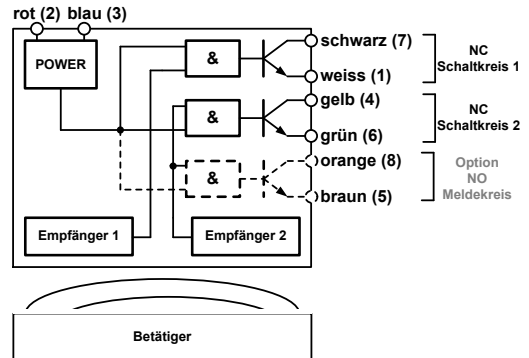 rot (2) blau (3)
POWER
&
schwarz (7)
weiss (1)
NC
Schaltkreis 1
&
gelb (4)
grün (6)
NC
Schaltkreis 2
&
orange (8)
braun (5)
Option
NO
Meldekreis
Empfänger 1
Empfänger 2
Betätiger